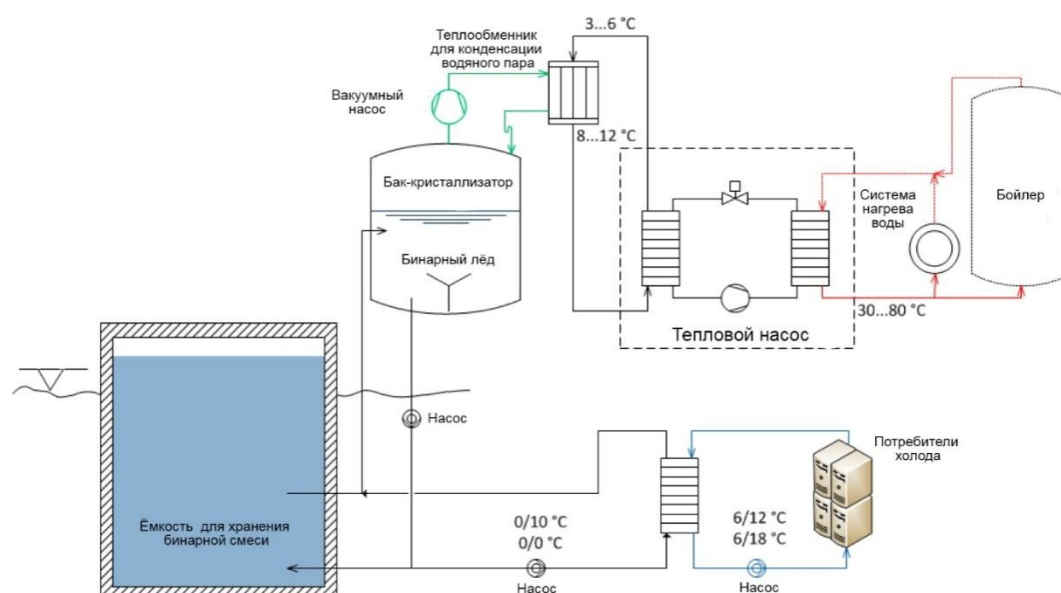 3...6 °C
Теплообменник
для конденсации
водяного пара
Вакуумный
насос
8...12 °C
Бак-кристаллизатор
Система
нагрева
воды
Бойлер
Бинарный лёд
30...80 °C
Тепловой насос
Насос
Потребители
холода
Ёмкость для хранения
бинарной смеси
0/10 °C
0/0 °C
6/12 °C
6/18 °C
Насос
Насос